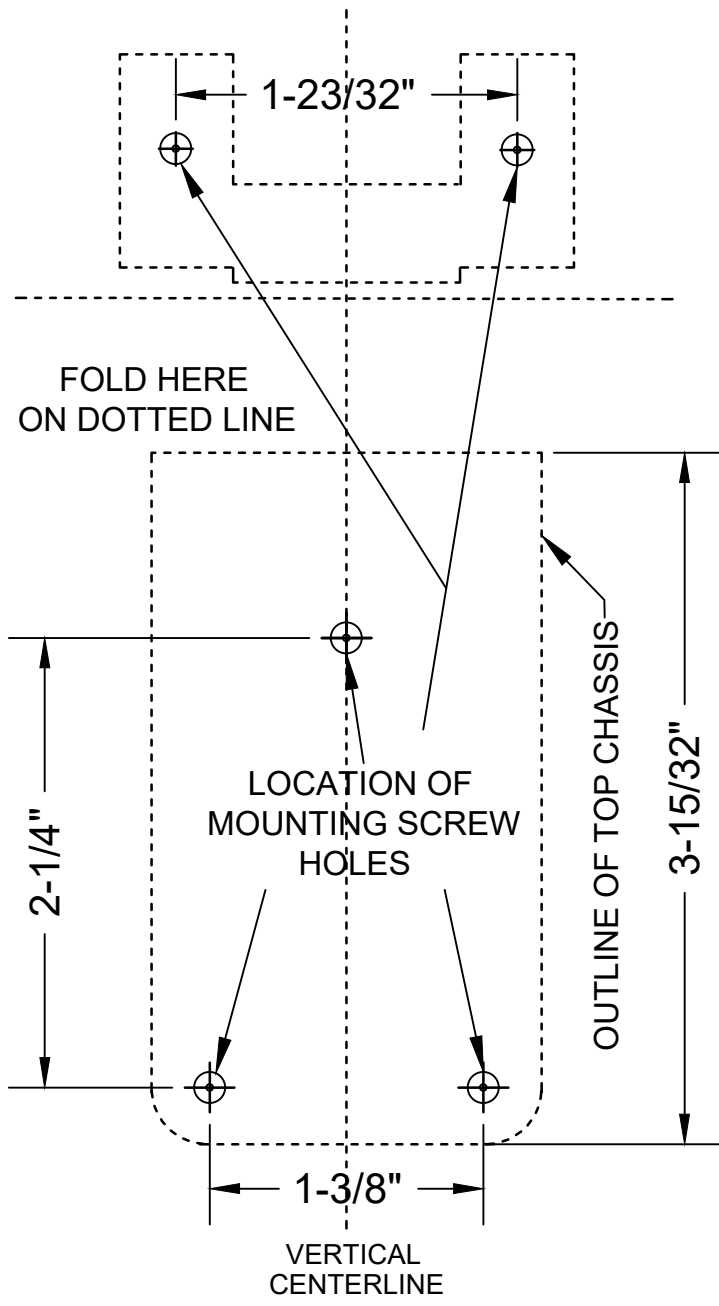 1-23/32"
FOLD HERE
ON DOTTED LINE
OUTLINE OF TOP CHASSIS
3-15/32"
2-1/4"
LOCATION OF
MOUNTING SCREW
HOLES
1-3/8"
VERTICAL
CENTERLINE